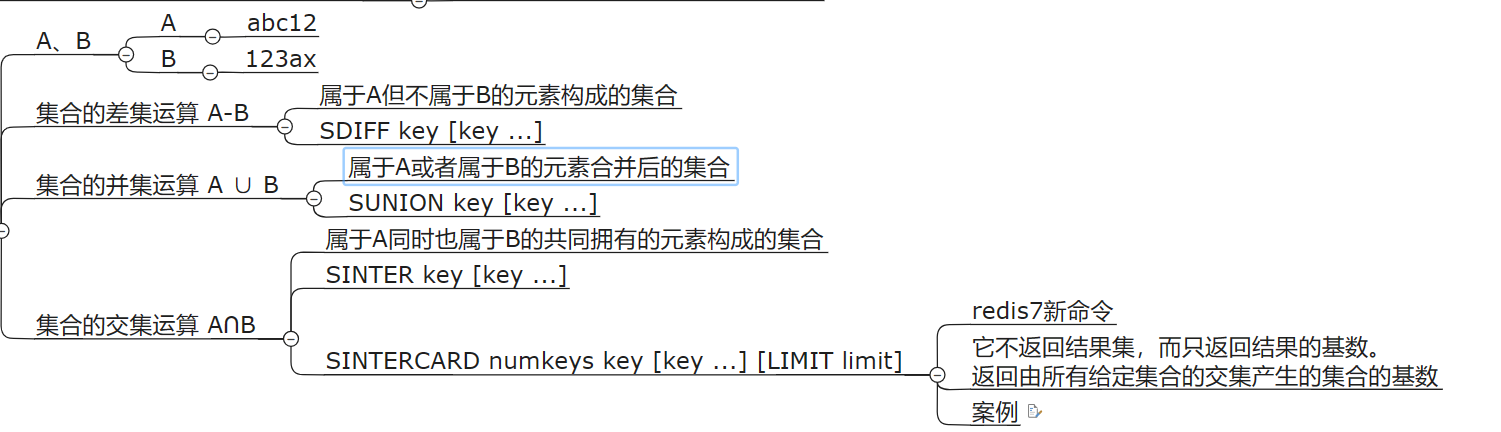 A、B
A
abc12
B
123ax
集合的差集运算 A-B
属于A但不属于B的元素构成的集合
SDIFF key [key ...]
集合的并集运算 A ∪ B
属于A或者属于B的元素合并后的集合
SUNION key [key ...]
集合的交集运算 A∩B
属于A同时也属于B的共同拥有的元素构成的集合
SINTER key [key ...]
SINTERCARD numkeys key [key ...] [LIMIT limit]
redis7新命令
它不返回结果集，而只返回结果的基数。
返回由所有给定集合的交集产生的集合的基数
案例